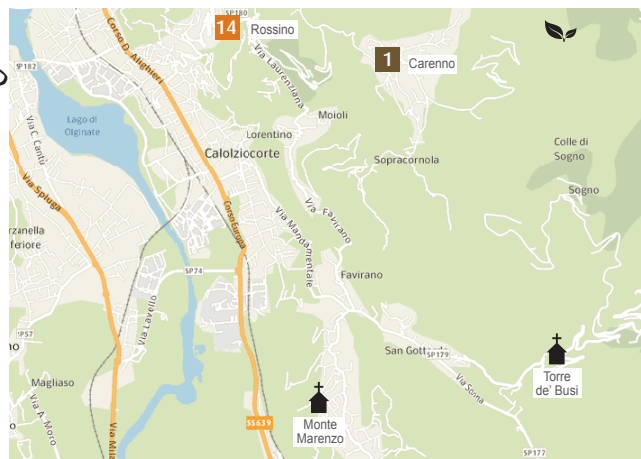 SP180
14
Rossino
1
Carenno
Corso D. Alighieri
Via Laurenziana
SP182
Lago di
Olginate
Moioli
Lorentino
Via C. Cantù
Calolziocorte
Colle di
Sogno
Sopracornola
Via Spluga
Sogno
Corso Europa
Via Mandamentale
Via Favirano
SP74
Favirano
Via Lavello
SP57
San Gott
SP179
Torre
de' Busi
Magliaso
Via Sonna
Monte
Marenzo
SS639
Via A. Moro
SP177